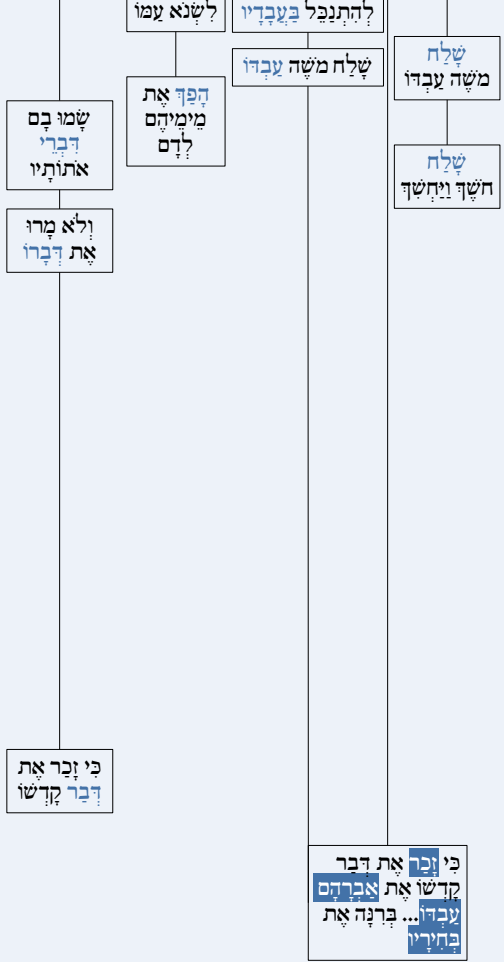 שָׁלַח
מֹשֶׁה עַבְדּוֹ
שָׁלַח
חֹשֶׁךְ וַיַּחְשִׁךְ
לְהִתְנַכֵּל בַּעֲבָדָיו
שָׁלַח מֹשֶׁה עַבְדּוֹ
לִשְׂנֹא עַמּוֹ
הָפַךְ אֶת
מֵימֵיהֶם
לְדָם
שָׂמוּ בָם
דִּבְרֵי
אֹתוֹתָיו
וְלֹא מָרוּ
אֶת דְּבָרוֹ
כִּי זָכַר אֶת
דְּבַר קָדְשׁוֹ
כִּי זָכַר אֶת דְּבַר
קָדְשׁוֹ אֶת אַבְרָהָם
עַבְדּוֹ... בְּרִנָּה אֶת
בְּחִירָיו